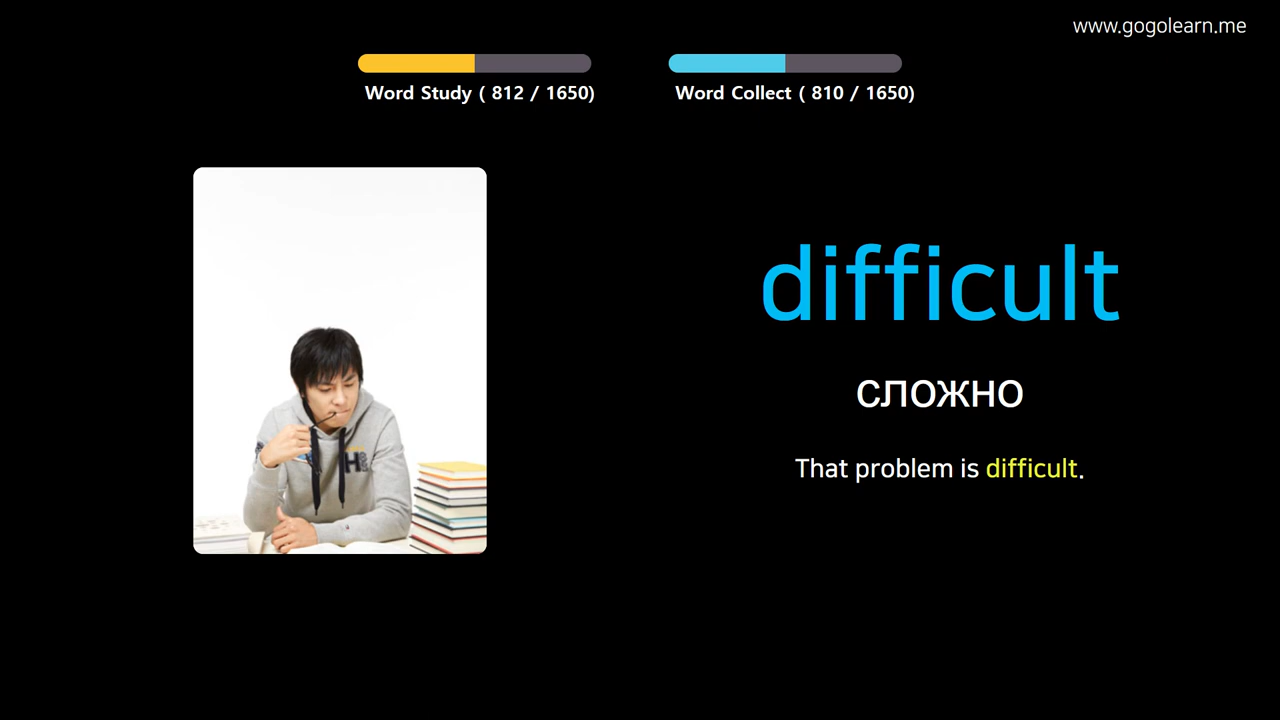 www.gogolearn.me
Word Study ( 812 / 1650)
Word Collect ( 810 / 1650)
difficult
сложно
That problem is difficult.
H